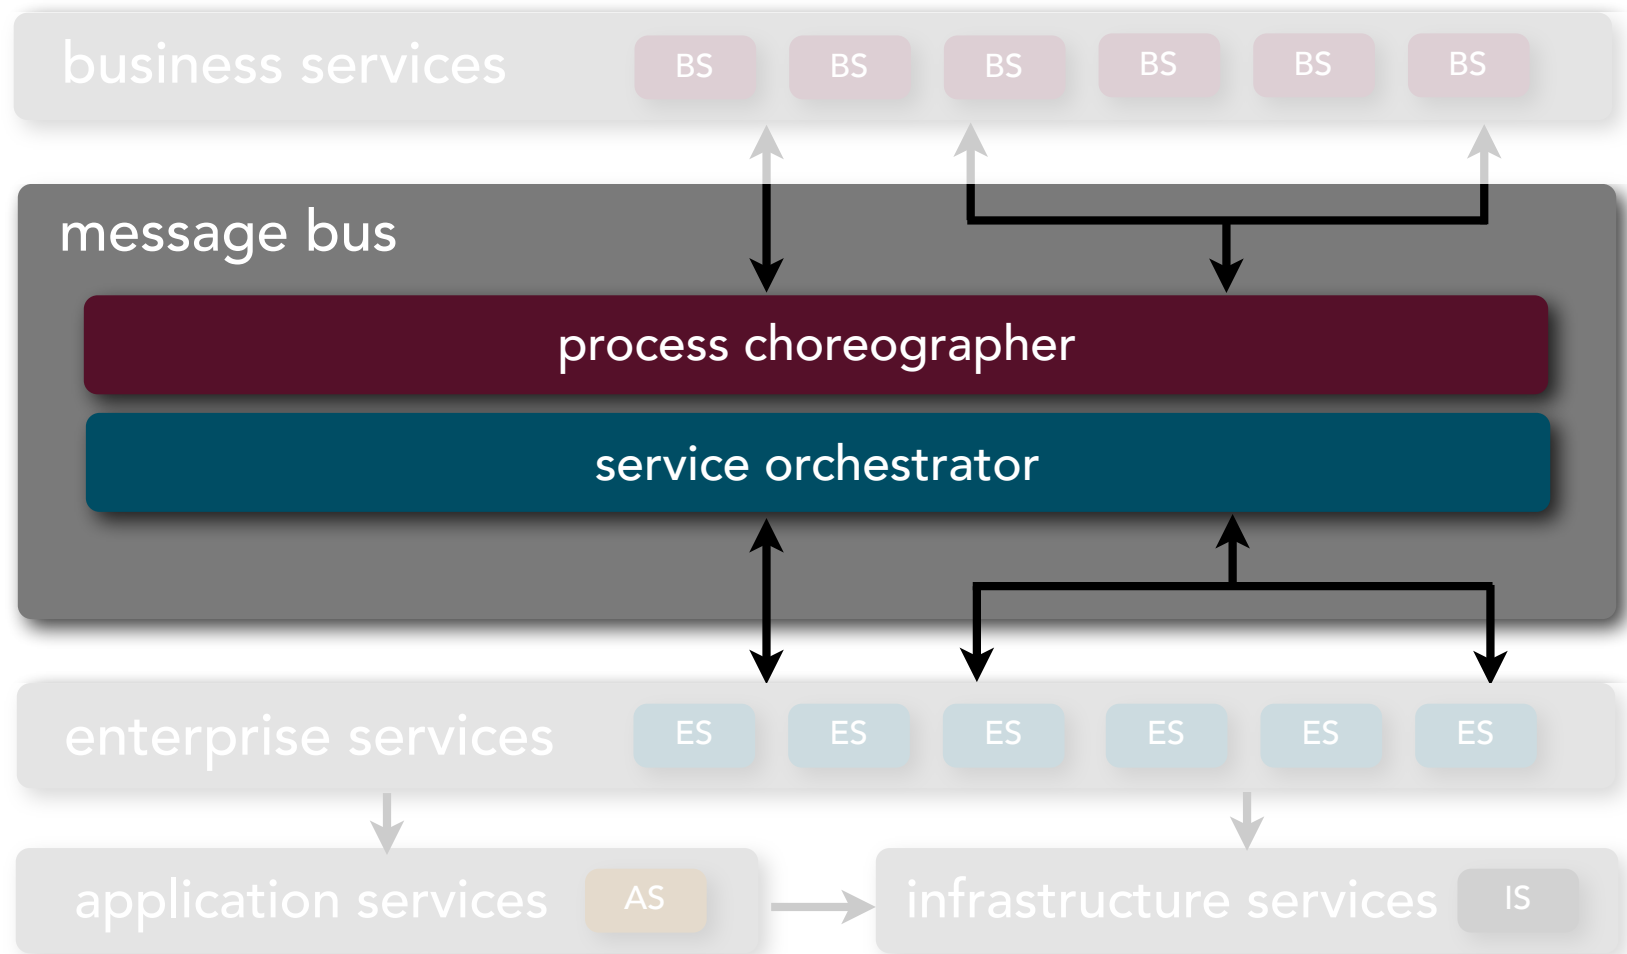 business services BS BS BS BS BS BS
message bus
process choreographer
service orchestrator
enterprise services ES ES ES ES ES ES
application services AS infrastructure services IS